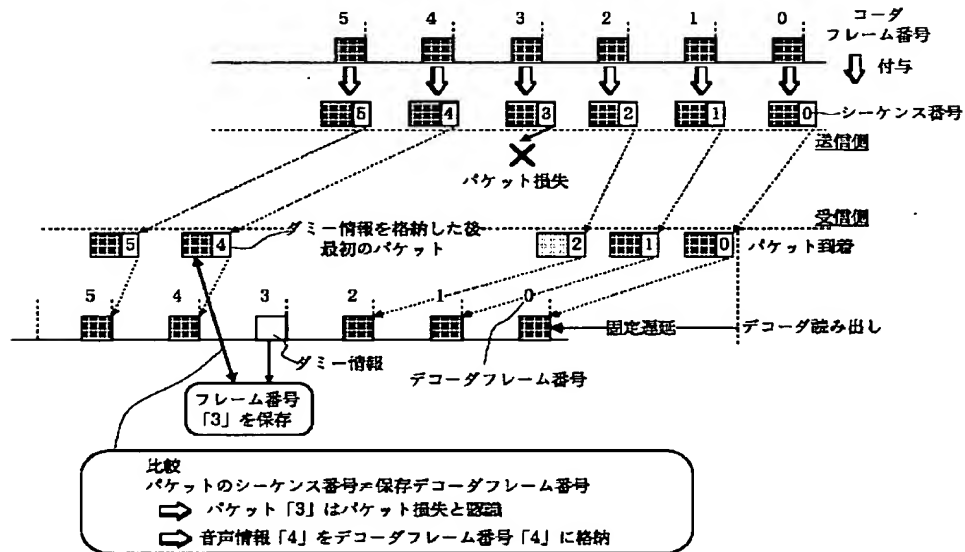 5 4 3 2 1 0
コーダ
フレーム番号
付与
5 4 3 2 1 0
シーケンス番号
送信側
パケット損失
受信側
ダミー情報を格納した後
最初のパケット
5 4 2 1 0
パケット到着
5 4 3 2 1 0
固定遅延
デコーダ読み出し
ダミー情報
デコーダフレーム番号
フレーム番号
「3」を保存
比較
パケットのシーケンス番号≠保存デコーダフレーム番号
パケット「3」はパケット損失と認識
音声情報「4」をデコーダフレーム番号「4」に格納